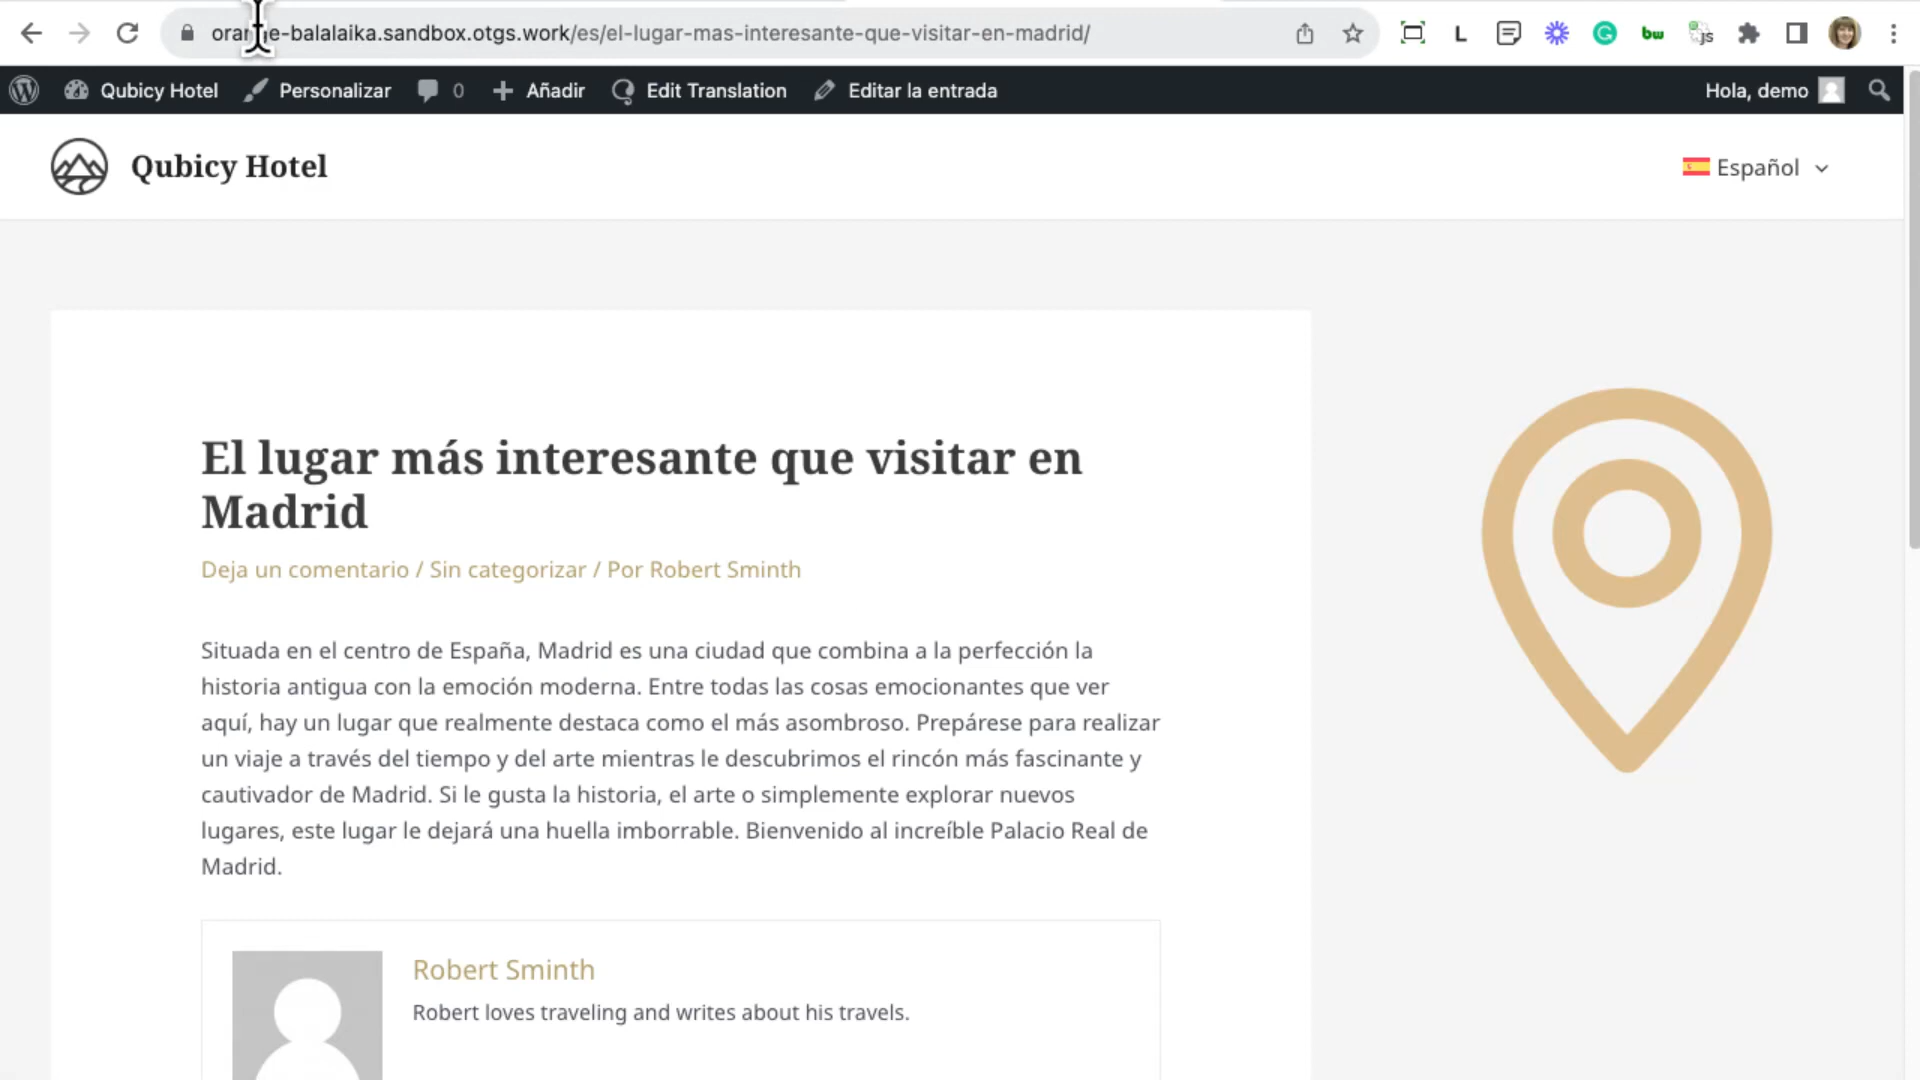 orange-balalaika.sandbox.otgs.work/es/el-lugar-mas-interesante-que-visitar-en-madrid/
L
bw
js
Qubicy Hotel
Personalizar
0
Añadir
Edit Translation
Editar la entrada
Hola, demo
Qubicy Hotel
Español
El lugar más interesante que visitar en
Madrid
Deja un comentario / Sin categorizar / Por Robert Sminth
Situada en el centro de España, Madrid es una ciudad que combina a la perfección la
historia antigua con la emoción moderna. Entre todas las cosas emocionantes que ver
aquí, hay un lugar que realmente destaca como el más asombroso. Prepárese para realizar
un viaje a través del tiempo y del arte mientras le descubrimos el rincón más fascinante y
cautivador de Madrid. Si le gusta la historia, el arte o simplemente explorar nuevos
lugares, este lugar le dejará una huella imborrable. Bienvenido al increíble Palacio Real de
Madrid.
Robert Sminth
Robert loves traveling and writes about his travels.